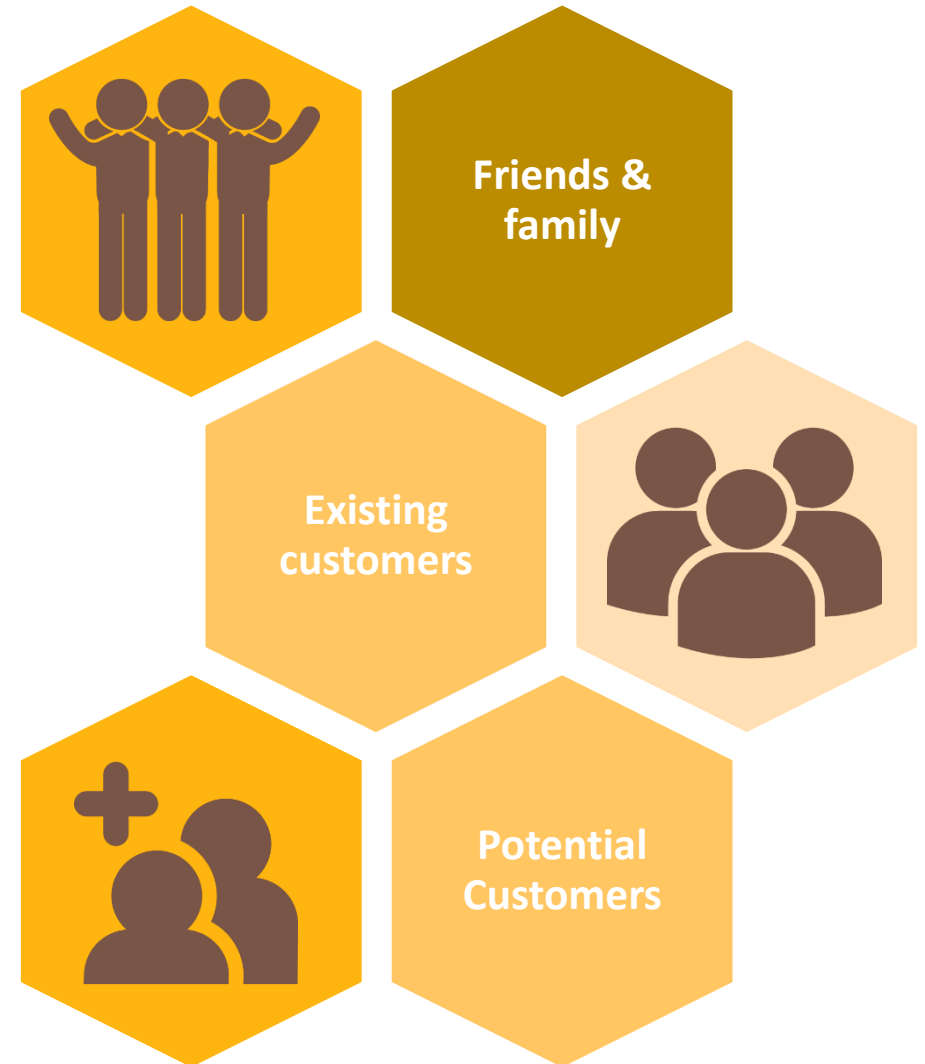 Friends &
family
Existing
customers
Potential
Customers